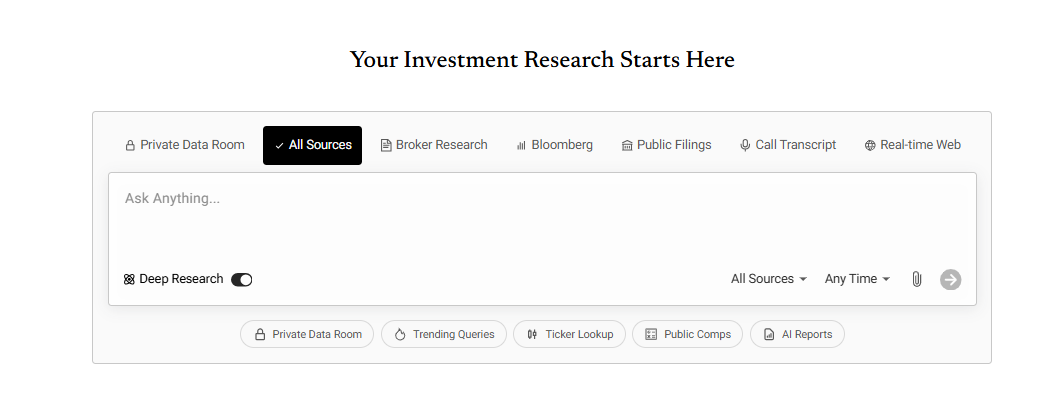 Your Investment Research Starts Here
Private Data Room All Sources Broker Research Bloomberg Public Filings Call Transcript Real-time Web
Ask Anything...
Deep Research All Sources Any Time
Private Data Room Trending Queries Ticker Lookup Public Comps AI Reports